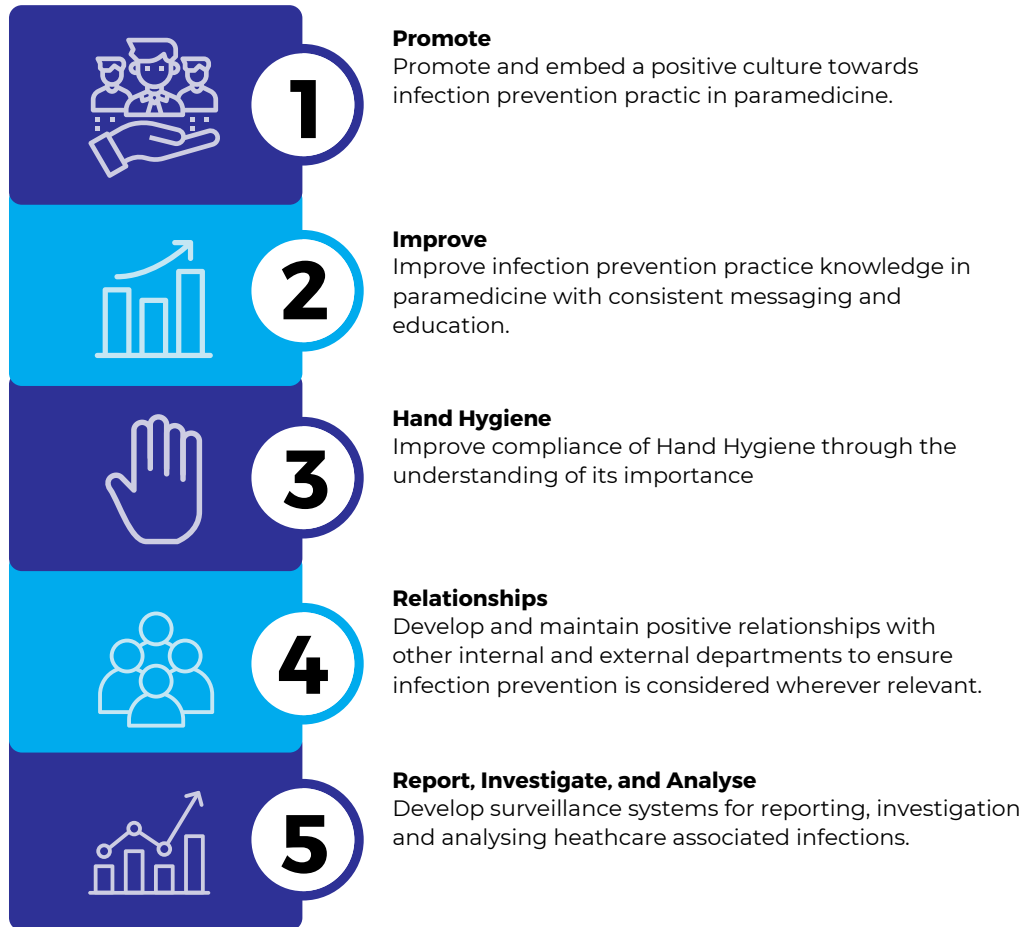 1
Promote
Promote and embed a positive culture towards
infection prevention practic in paramedicine.
2
Improve
Improve infection prevention practice knowledge in
paramedicine with consistent messaging and
education.
3
Hand Hygiene
Improve compliance of Hand Hygiene through the
understanding of its importance
4
Relationships
Develop and maintain positive relationships with
other internal and external departments to ensure
infection prevention is considered wherever relevant.
5
Report, Investigate, and Analyse
Develop surveillance systems for reporting, investigation
and analysing heathcare associated infections.